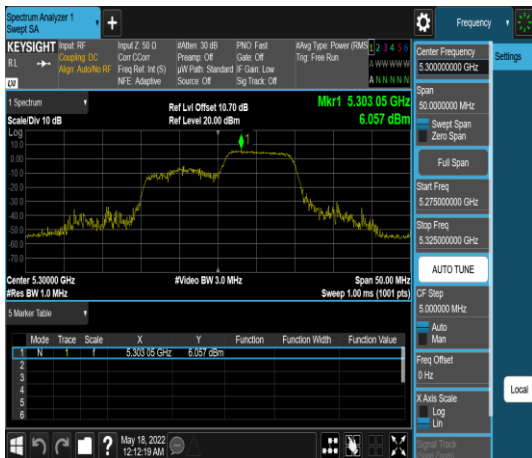 Spectrum Analyzer 1
Swept SA
Frequency
KEYSIGHT
RL
Input: RF
Coupling: DC
Align: Auto/No RF
Input Z: 50 Ω
Corr CCorr
Freq Ref: Int (S)
NFE: Adaptive
#Atten: 30 dB
Preamp: Off
µW Path: Standard
Source: Off
PNO: Fast
Gate: Off
IF Gain: Low
Sig Track: Off
#Avg Type: Power (RMS
Trig: Free Run
1 2 3 4 5 6
A W W W W W
A N N N N N
1 Spectrum
Scale/Div 10 dB
Ref Lvl Offset 10.70 dB
Ref Level 20.00 dBm
Mkr1 5.303 05 GHz
6.057 dBm
Log
10.0
0.00
-10.0
-20.0
-30.0
-40.0
-50.0
-60.0
-70.0
1
Center 5.30000 GHz
#Res BW 1.0 MHz
#Video BW 3.0 MHz
Span 50.00 MHz
Sweep 1.00 ms (1001 pts)
5 Marker Table
Mode Trace Scale X Y Function Function Width Function Value
1 N 1 f 5.303 05 GHz 6.057 dBm
2
3
4
5
6
May 18, 2022
12:12:19 AM
Center Frequency
5.300000000 GHz
Settings
Span
50.0000000 MHz
Swept Span
Zero Span
Full Span
Start Freq
5.275000000 GHz
Stop Freq
5.325000000 GHz
AUTO TUNE
CF Step
5.000000 MHz
Auto
Man
Freq Offset
0 Hz
Local
X Axis Scale
Log
Lin
Signal Track